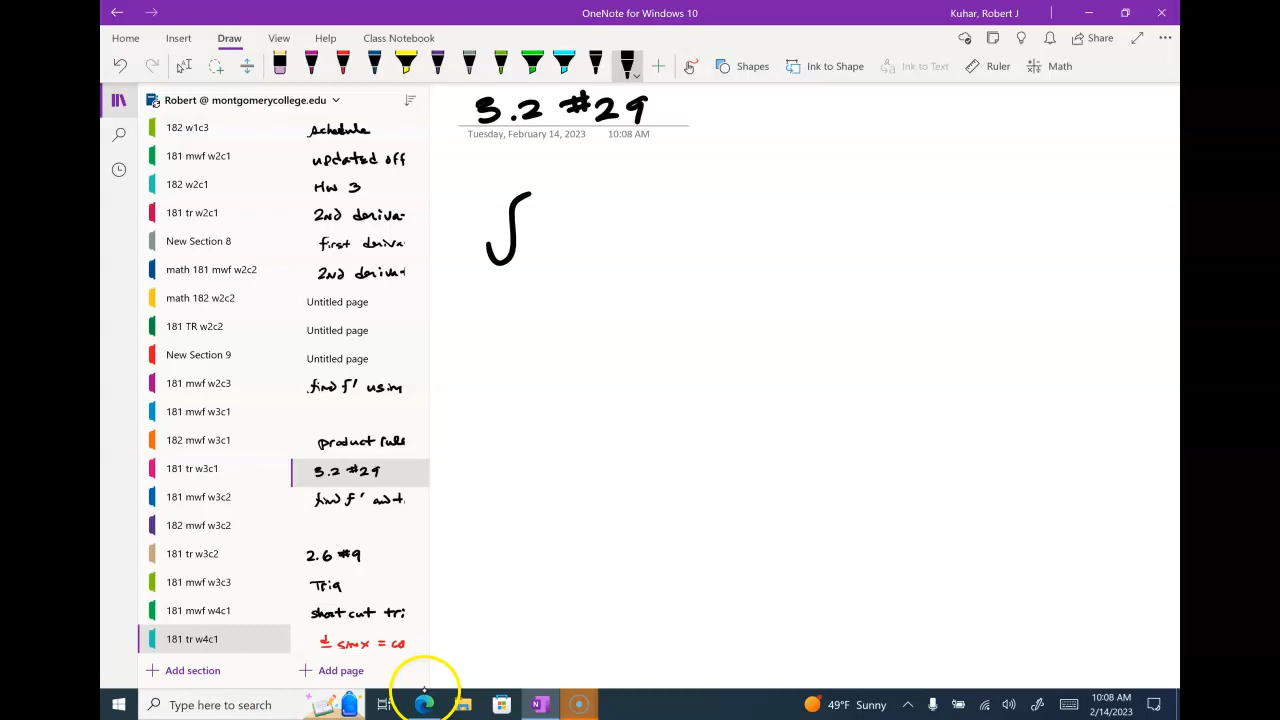 OneNote for Windows 10
Kuhar, Robert J
Home Insert Draw View Help Class Notebook
Share
Shapes Ink to Shape Ink to Text Ruler Math
Robert @ montgomerycollege.edu
182 w1c3
181 mwf w2c1
182 w2c1
181 tr w2c1
New Section 8
math 181 mwf w2c2
math 182 w2c2
181 TR w2c2
New Section 9
181 mwf w2c3
181 mwf w3c1
182 mwf w3c1
181 tr w3c1
181 mwf w3c2
182 mwf w3c2
181 tr w3c2
181 mwf w3c3
181 mwf w4c1
181 tr w4c1
Add section
schedule
updated off
HW 3
2nd deriva
first deriva
2nd derivat
Untitled page
Untitled page
Untitled page
find f' usin
product rule
3.2 #29
find f' and t
2.6 #9
Trig
shortcut tri
d sinx = co
Add page
3.2 #29
Tuesday, February 14, 2023 10:08 AM
∫
Type here to search
49°F Sunny
10:08 AM
2/14/2023